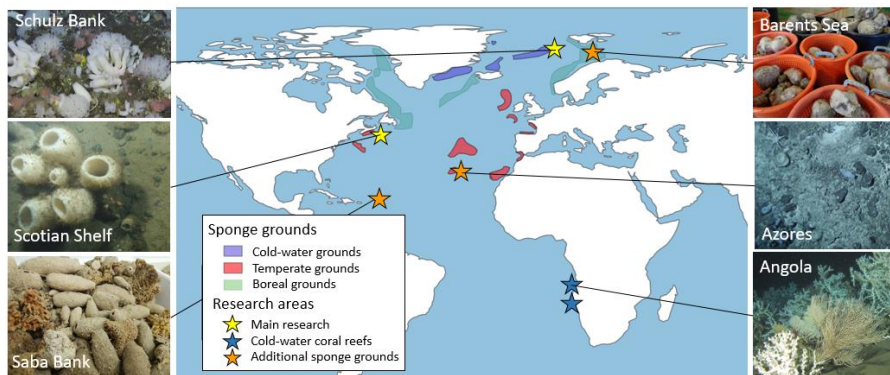 Schulz Bank
Barents Sea
Scotian Shelf
Azores
Saba Bank
Angola
Sponge grounds
Cold-water grounds
Temperate grounds
Boreal grounds
Research areas
Main research
Cold-water coral reefs
Additional sponge grounds